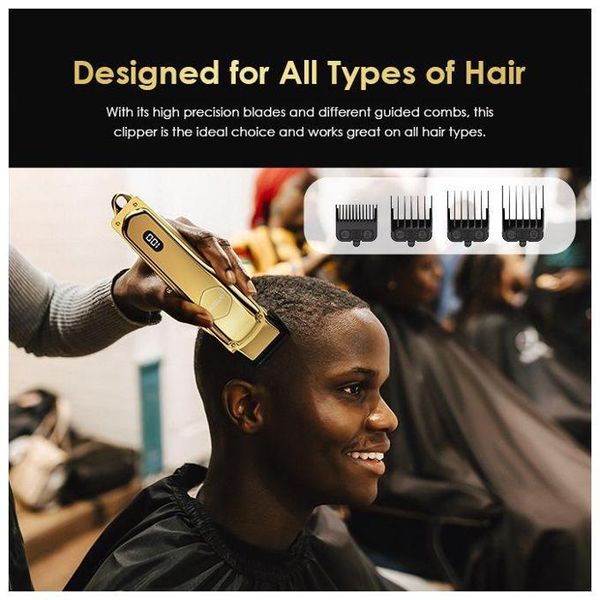 Designed for All Types of Hair
With its high precision blades and different guided combs, this
clipper is the ideal choice and works great on all hair types.
100